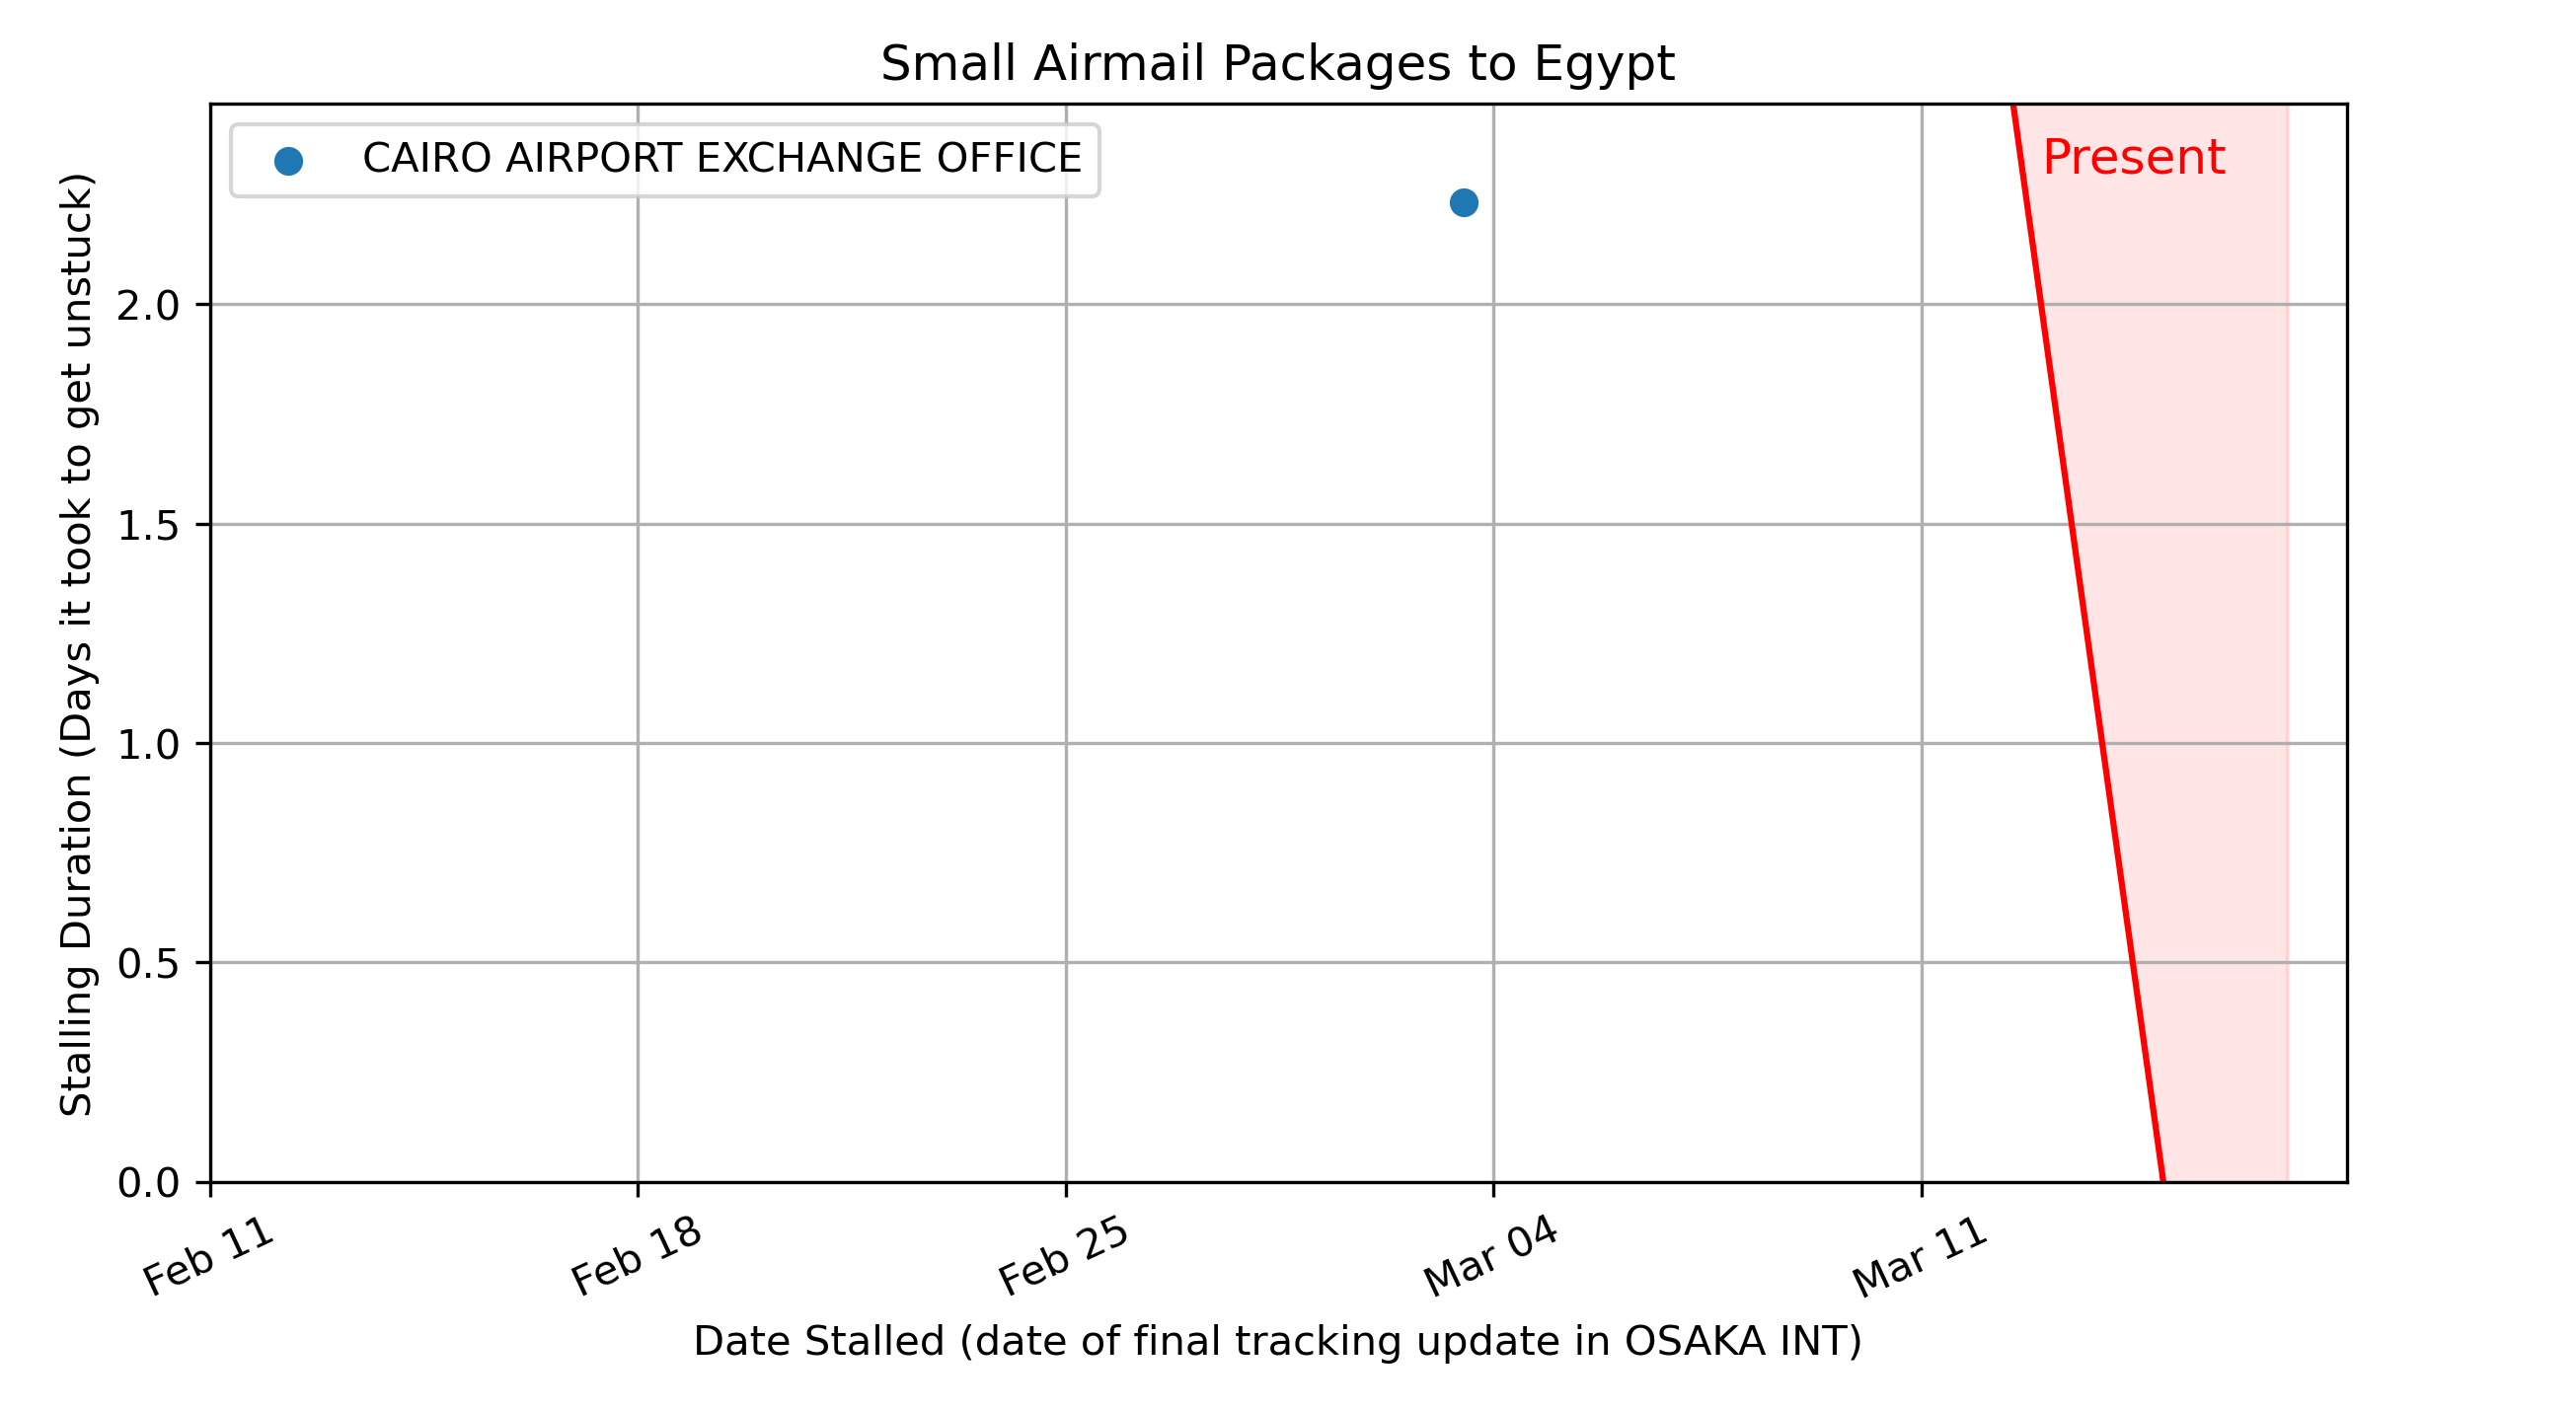 Small Airmail Packages to Egypt
CAIRO AIRPORT EXCHANGE OFFICE
Present
Stalling Duration (Days it took to get unstuck)
2.0
1.5
1.0
0.5
0.0
Feb 11
Feb 18
Feb 25
Mar 04
Mar 11
Date Stalled (date of final tracking update in OSAKA INT)